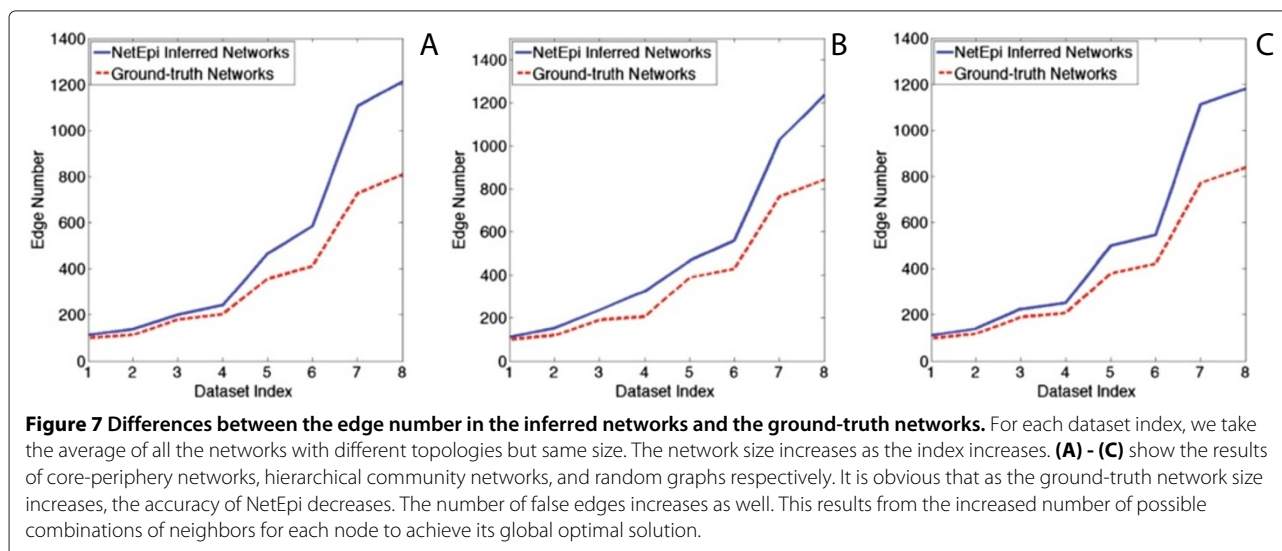 1400
1200
1000
800
600
400
200
0
Edge Number
NetEpi Inferred Networks
Ground-truth Networks
A
1 2 3 4 5 6 7 8
Dataset Index
1400
1200
1000
800
600
400
200
0
Edge Number
NetEpi Inferred Networks
Ground-truth Networks
B
1 2 3 4 5 6 7 8
Dataset Index
1400
1200
1000
800
600
400
200
0
Edge Number
NetEpi Inferred Networks
Ground-truth Networks
C
1 2 3 4 5 6 7 8
Dataset Index
Figure 7 Differences between the edge number in the inferred networks and the ground-truth networks. For each dataset index, we take
the average of all the networks with different topologies but same size. The network size increases as the index increases. (A) - (C) show the results
of core-periphery networks, hierarchical community networks, and random graphs respectively. It is obvious that as the ground-truth network size
increases, the accuracy of NetEpi decreases. The number of false edges increases as well. This results from the increased number of possible
combinations of neighbors for each node to achieve its global optimal solution.